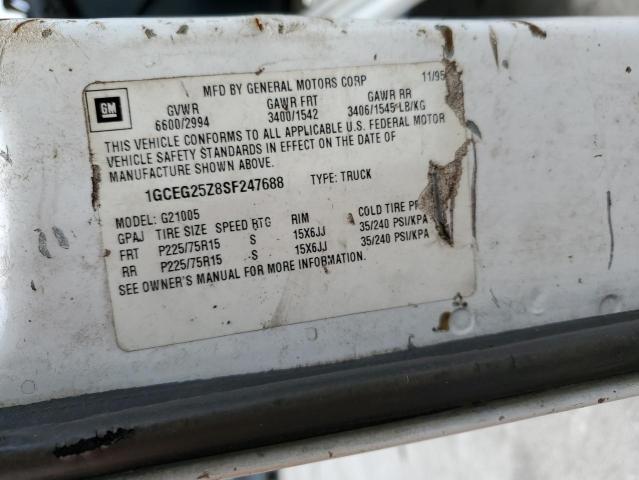 MFD BY GENERAL MOTORS CORP 11/95
GM
GVWR GAWR FRT GAWR RR
6600/2994 3400/1542 3406/1545 LB/KG
THIS VEHICLE CONFORMS TO ALL APPLICABLE U.S. FEDERAL MOTOR
VEHICLE SAFETY STANDARDS IN EFFECT ON THE DATE OF
MANUFACTURE SHOWN ABOVE.
1GCEG25Z8SF247688 TYPE: TRUCK
MODEL: G21005
GPAJ TIRE SIZE SPEED RTG RIM COLD TIRE PR
FRT P225/75R15 S 15X6JJ 35/240 PSI/KPA
RR P225/75R15 S 15X6JJ 35/240 PSI/KPA
SEE OWNER'S MANUAL FOR MORE INFORMATION.